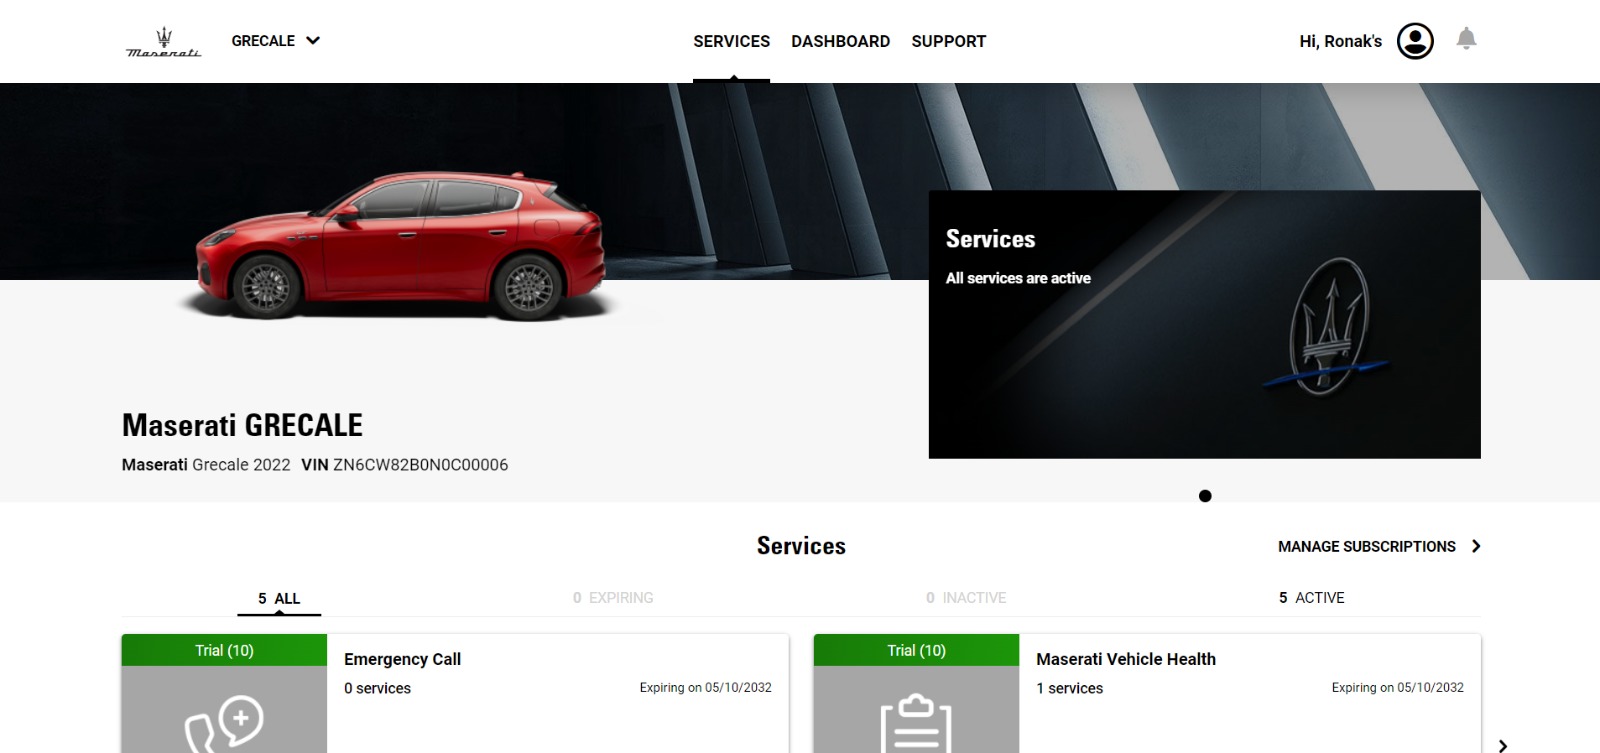 Maserati
GRECALE
SERVICES DASHBOARD SUPPORT
Hi, Ronak's
Services
All services are active
Maserati GRECALE
Maserati Grecale 2022 VIN ZN6CW82B0N0C00006
Services
MANAGE SUBSCRIPTIONS
5 ALL
0 EXPIRING
0 INACTIVE
5 ACTIVE
Trial (10)
Emergency Call
0 services
Expiring on 05/10/2032
Trial (10)
Maserati Vehicle Health
1 services
Expiring on 05/10/2032